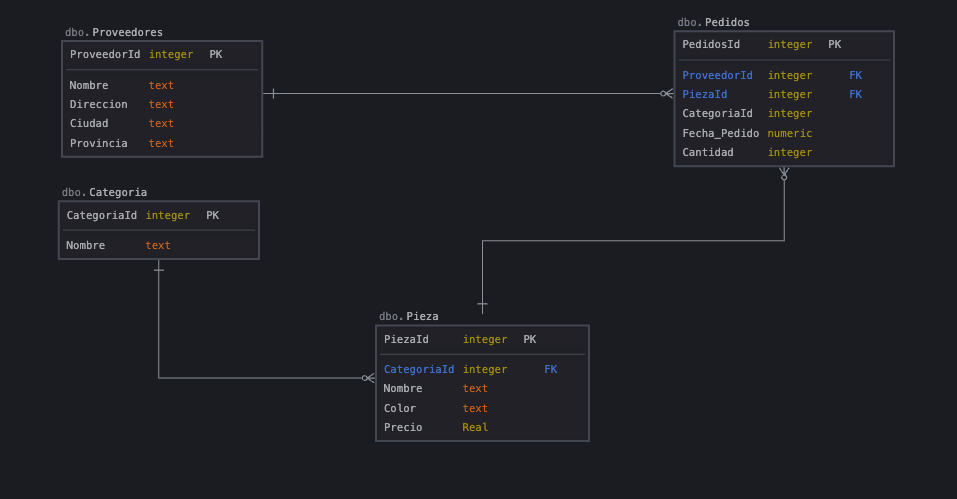 dbo.Proveedores
ProveedorId integer PK
Nombre text
Direccion text
Ciudad text
Provincia text
dbo.Pedidos
PedidosId integer PK
ProveedorId integer FK
PiezaId integer FK
CategoriaId integer
Fecha_Pedido numeric
Cantidad integer
dbo.Categoria
CategoriaId integer PK
Nombre text
dbo.Pieza
PiezaId integer PK
CategoriaId integer FK
Nombre text
Color text
Precio Real